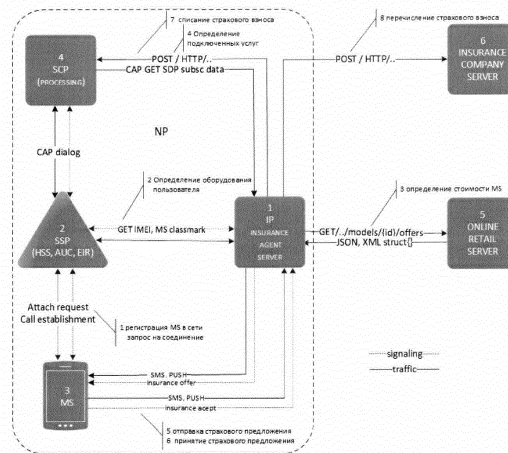 7 списание страхового взноса
4 Определение
подключенных услуг
8 перечисление страхового взноса
4
SCP
(PROCESSING)
POST / HTTP/..
CAP GET SDP subsc data
POST / HTTP/..
6
INSURANCE
COMPANY
SERVER
NP
CAP dialog
2 Определение оборудования
пользователя
3 определение стоимости MS
2
SSP
(HSS, AUC, EIR)
GET IMEI, MS classmark
1
IP
INSURANCE
AGENT
SERVER
GET/../models/{id}/offers
JSON, XML struct{}
5
ONLINE
RETAIL
SERVER
Attach request
Call establishment
1 регистрация MS в сети
запрос на соединение
signaling
traffic
3
MS
SMS, PUSH
insurance offer
SMS, PUSH
insurance acept
5 отправка страхового предложения
6 принятие страхового предложения